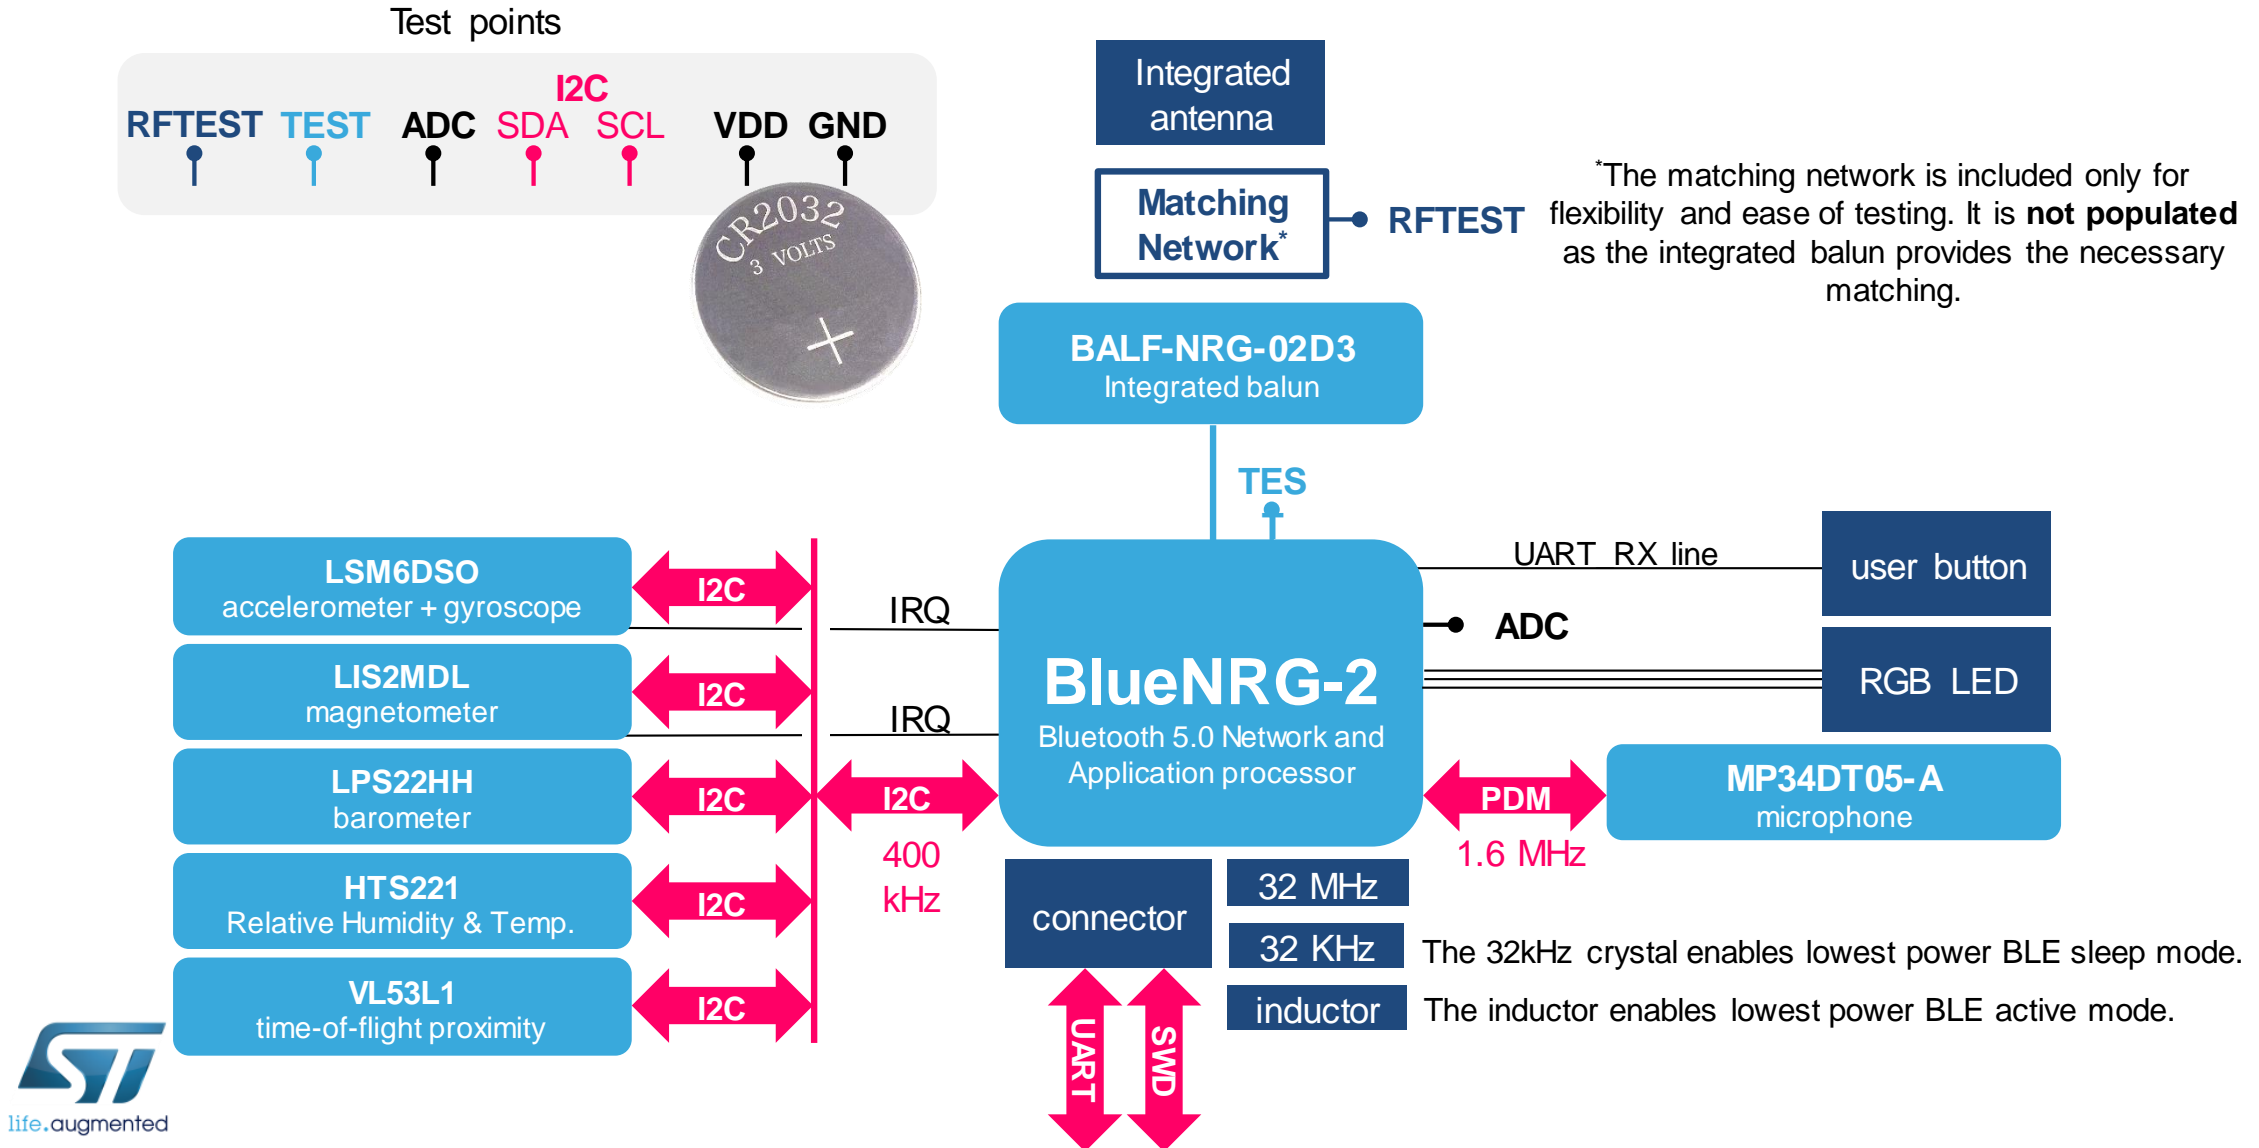 Test points
I2C
RFTEST TEST ADC SDA SCL VDD GND
CR2032
3 VOLTS
Integrated
antenna
Matching
Network*
RFTEST
*The matching network is included only for
flexibility and ease of testing. It is not populated
as the integrated balun provides the necessary
matching.
BALF-NRG-02D3
Integrated balun
TES
LSM6DSO
accelerometer + gyroscope
I2C
IRQ
LIS2MDL
magnetometer
I2C
IRQ
LPS22HH
barometer
I2C
I2C
400
kHz
HTS221
Relative Humidity & Temp.
I2C
VL53L1
time-of-flight proximity
I2C
BlueNRG-2
Bluetooth 5.0 Network and
Application processor
UART RX line
user button
ADC
RGB LED
PDM
1.6 MHz
MP34DT05-A
microphone
connector
32 MHz
32 KHz
The 32kHz crystal enables lowest power BLE sleep mode.
inductor
The inductor enables lowest power BLE active mode.
UART
SWD
ST
life.augmented